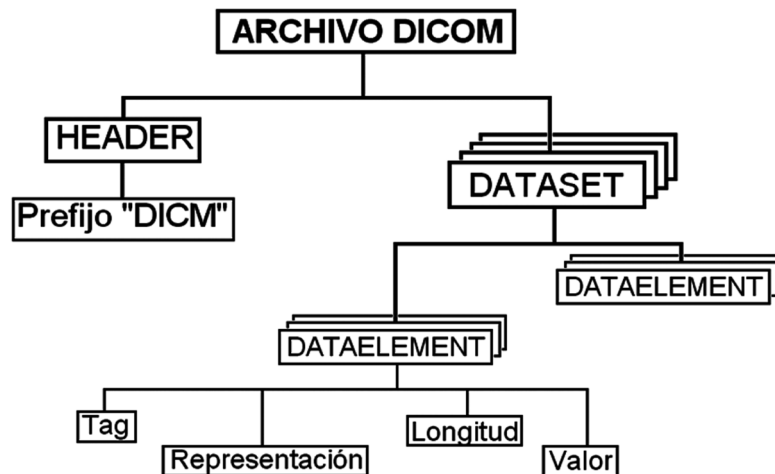 ARCHIVO DICOM
HEADER
DATASET
Prefijo "DICM"
DATAELEMENT
DATAELEMENT
Tag
Representación
Longitud
Valor